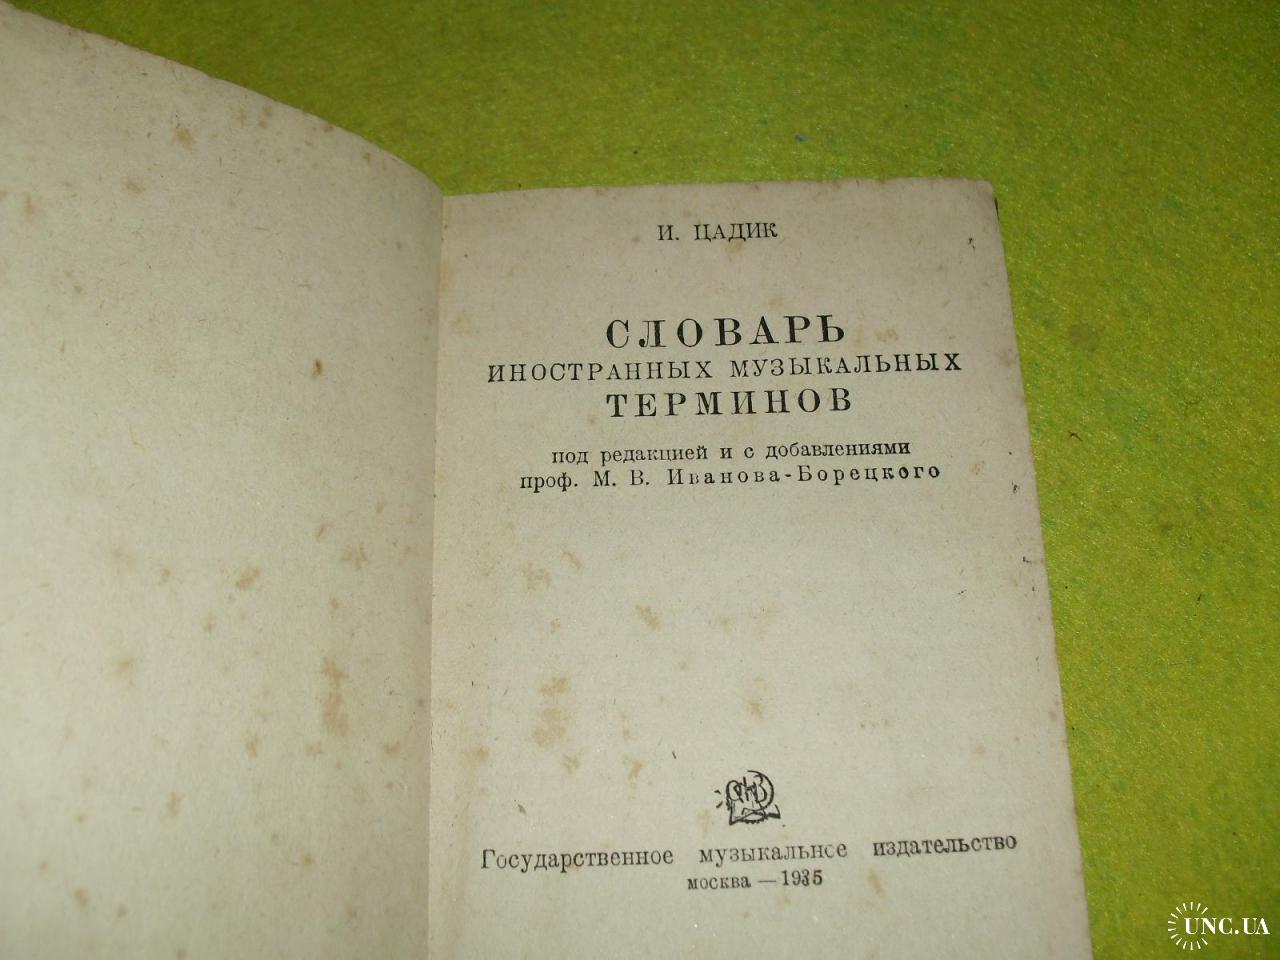 И. ЦАДИК
СЛОВАРЬ
ИНОСТРАННЫХ МУЗЫКАЛЬНЫХ
ТЕРМИНОВ
под редакцией и с добавлениями
проф. М. В. Иванова-Борецкого
Государственное музыкальное издательство
москва — 1935
UNC.UA